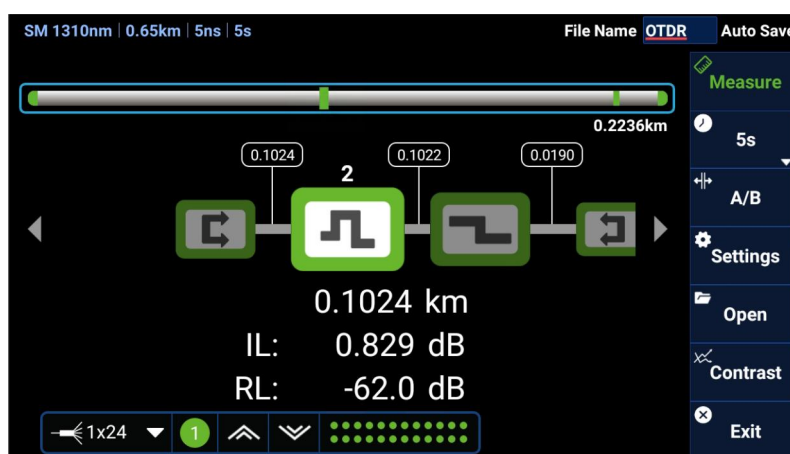 SM 1310nm | 0.65km | 5ns | 5s
File Name OTDR
Auto Save
Measure
0.2236km
5s
0.1024
0.1022
0.0190
2
A/B
Settings
0.1024 km
Open
IL: 0.829 dB
RL: -62.0 dB
Contrast
1x24
1
Exit